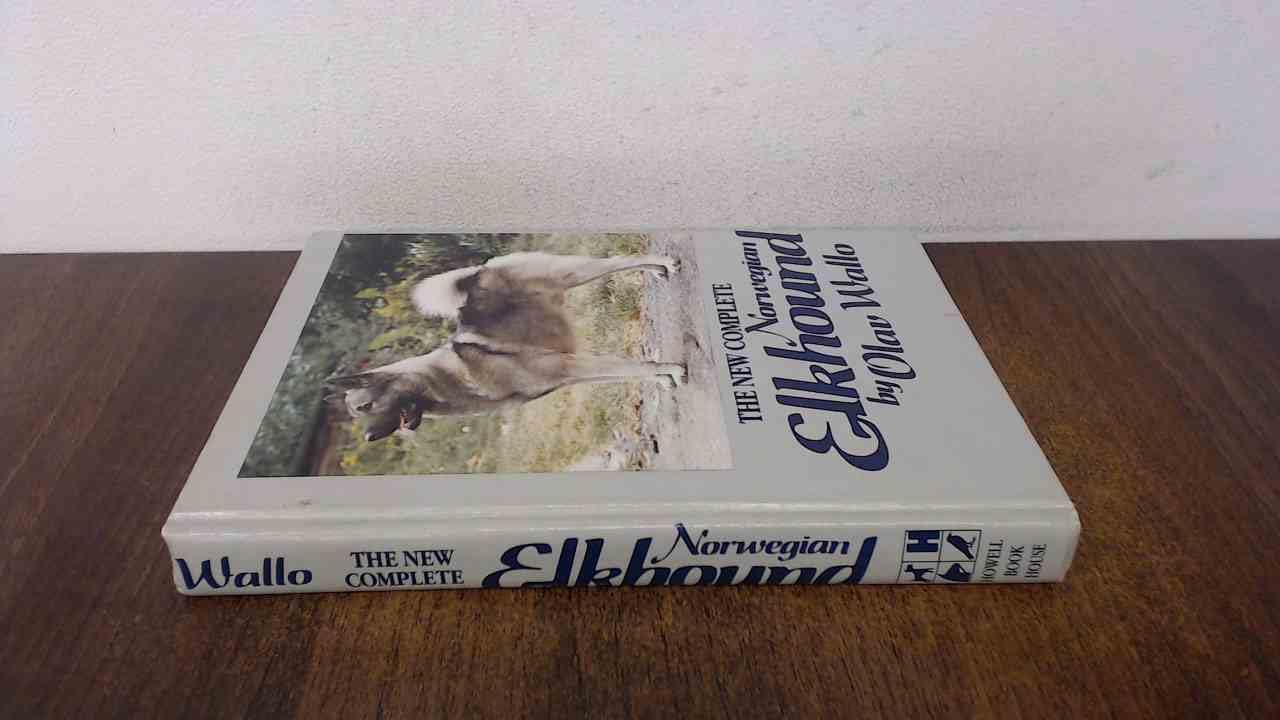 THE NEW COMPLETE
Norwegian
Elkhound
by Olav Wallo
Wallo
THE NEW
COMPLETE
Norwegian
Elkhound
H
HOWELL
BOOK
HOUSE